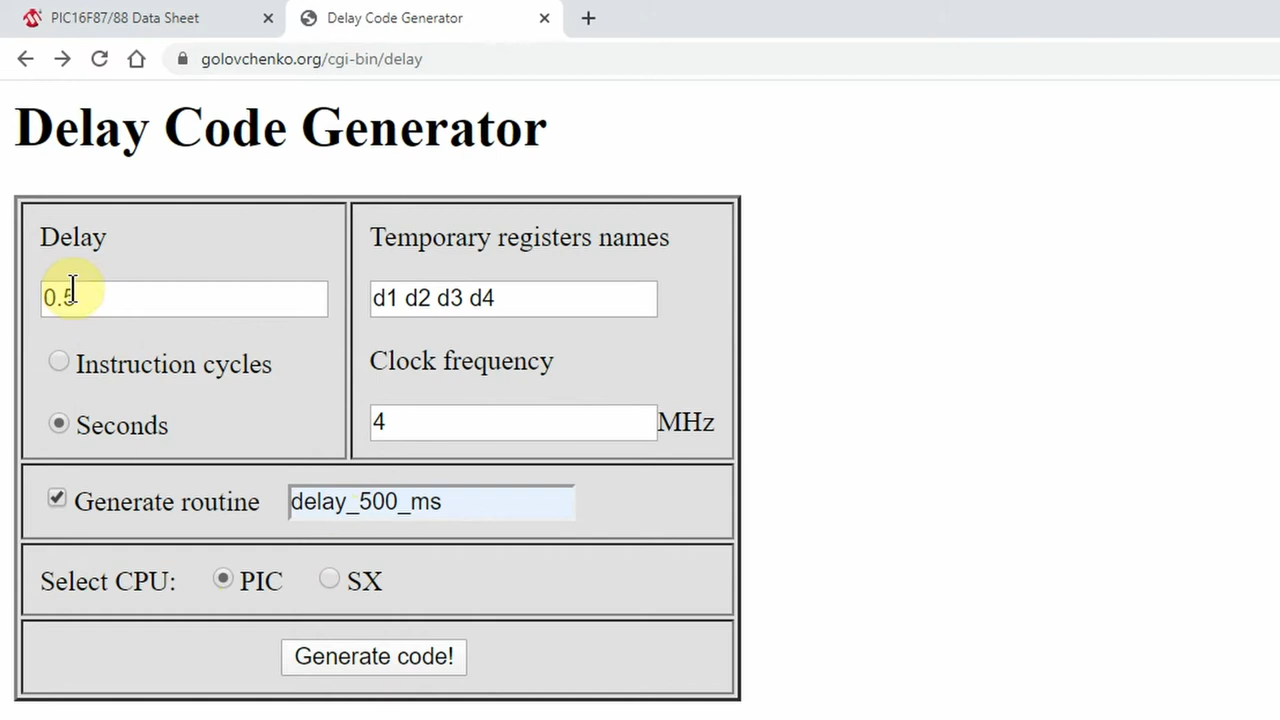 PIC16F87/88 Data Sheet
Delay Code Generator
golovchenko.org/cgi-bin/delay
Delay Code Generator
Delay
0.5
Instruction cycles
Seconds
Temporary registers names
d1 d2 d3 d4
Clock frequency
4 MHz
Generate routine delay_500_ms
Select CPU: PIC SX
Generate code!